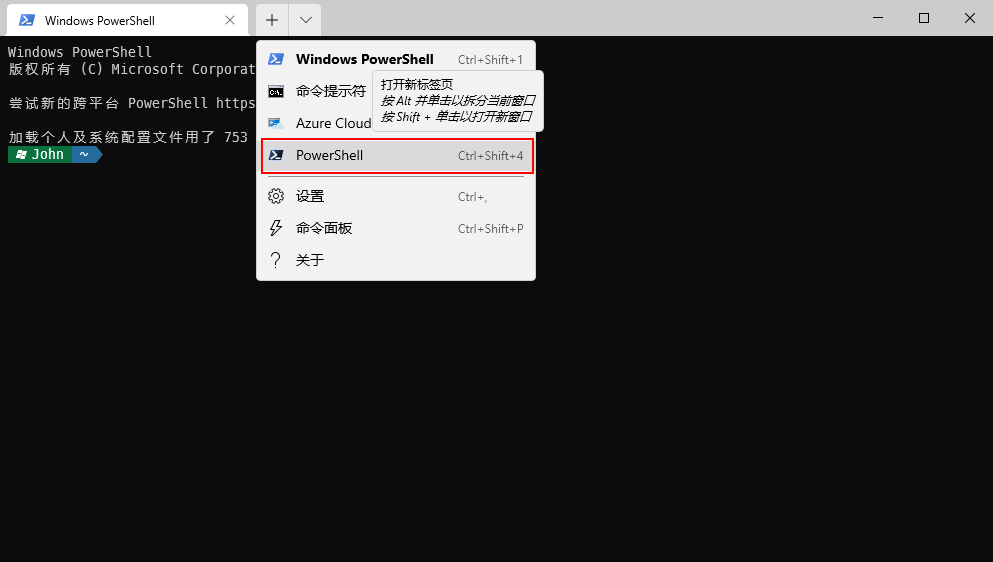 Windows PowerShell
Windows PowerShell
版权所有 (C) Microsoft Corporat
尝试新的跨平台 PowerShell https
加载个人及系统配置文件用了 753
John ~
Windows PowerShell Ctrl+Shift+1
命令提示符
Azure Cloud
打开新标签页
按 Alt 并单击以拆分当前窗口
按 Shift + 单击以打开新窗口
PowerShell Ctrl+Shift+4
设置 Ctrl+,
命令面板 Ctrl+Shift+P
关于